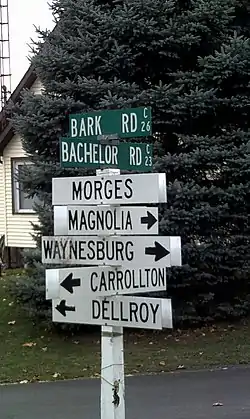 BARK RD C 26
BACHELOR RD C 23
MORGES
MAGNOLIA →
WAYNESBURG →
← CARROLLTON
← DELLROY